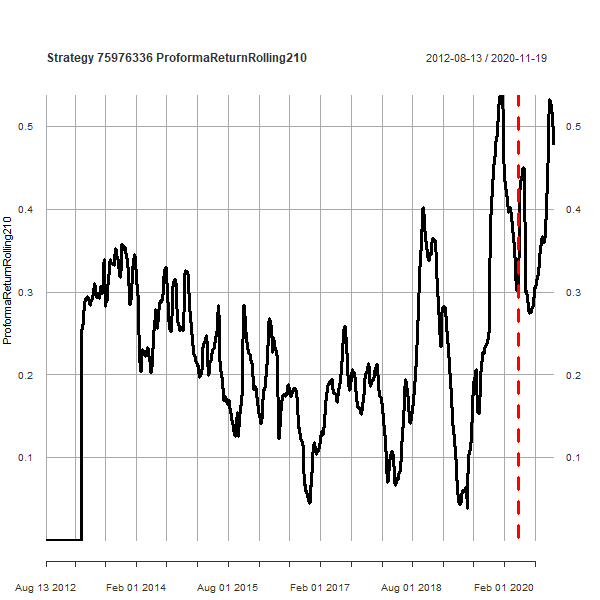 Strategy 75976336 ProformaReturnRolling210
2012-08-13 / 2020-11-19
ProformaReturnRolling210
0.5
0.4
0.3
0.2
0.1
0.5
0.4
0.3
0.2
0.1
Aug 13 2012
Feb 01 2014
Aug 01 2015
Feb 01 2017
Aug 01 2018
Feb 01 2020